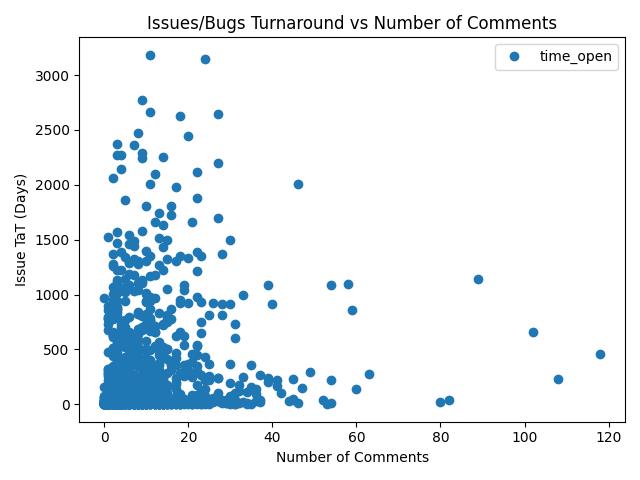 Issues/Bugs Turnaround vs Number of Comments
time_open
Issue TaT (Days)
3000
2500
2000
1500
1000
500
0
0 20 40 60 80 100 120
Number of Comments